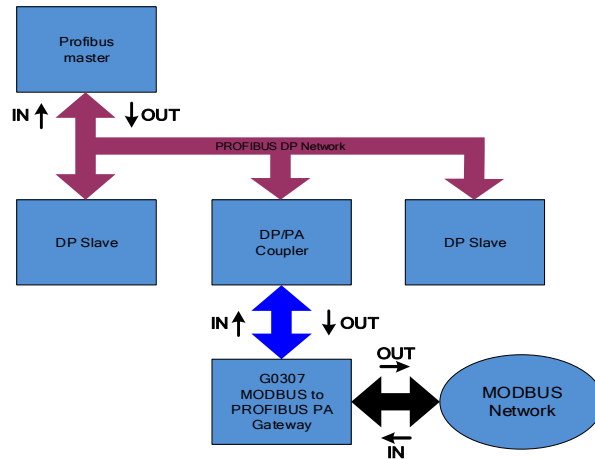 Profibus
master
IN
OUT
PROFIBUS DP Network
DP Slave
DP/PA
Coupler
DP Slave
IN
OUT
G0307
MODBUS to
PROFIBUS PA
Gateway
OUT
IN
MODBUS
Network